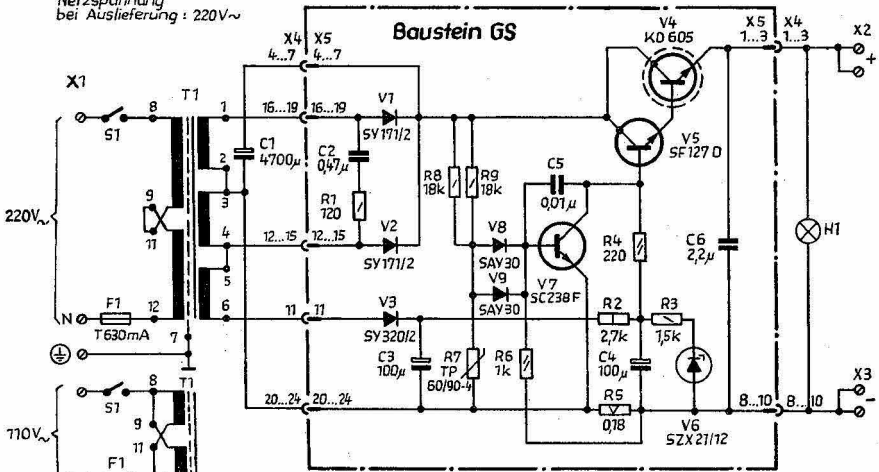 Netzspannung
bei Auslieferung : 220V~
Baustein GS
V4
KD 605
X5 X4
1...3 1...3
X2
+
X4 X5
4...7 4...7
X1
T1
8
S1
1
16...19 16...19
V1
SY171/2
C1
4700µ
C2
0,47µ
R1
120
2
3
R8
18k
R9
18k
V5
SF127 D
C5
0,01µ
220V~
9
11
4
5
12...15 12...15
V2
SY171/2
V8
SAY30
V9
SAY30
V7
SC238F
R4
220
C6
2,2µ
H1
N
F1
T630mA
12
6
11 11
V3
SY320/2
R2
2,7k
R3
1,5k
7
C3
100µ
R7
TP
60/90-4
R6
1k
C4
100µ
T1
8
S1
20...24 20...24
R5
0,18
V6
SZX21/12
8...10 8...10
X3
-
110V~
9
11
F1